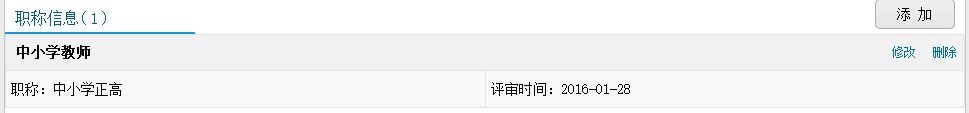 职称信息(1)
添 加
中小学教师
修改 删除
职称：中小学正高
评审时间：2016-01-28